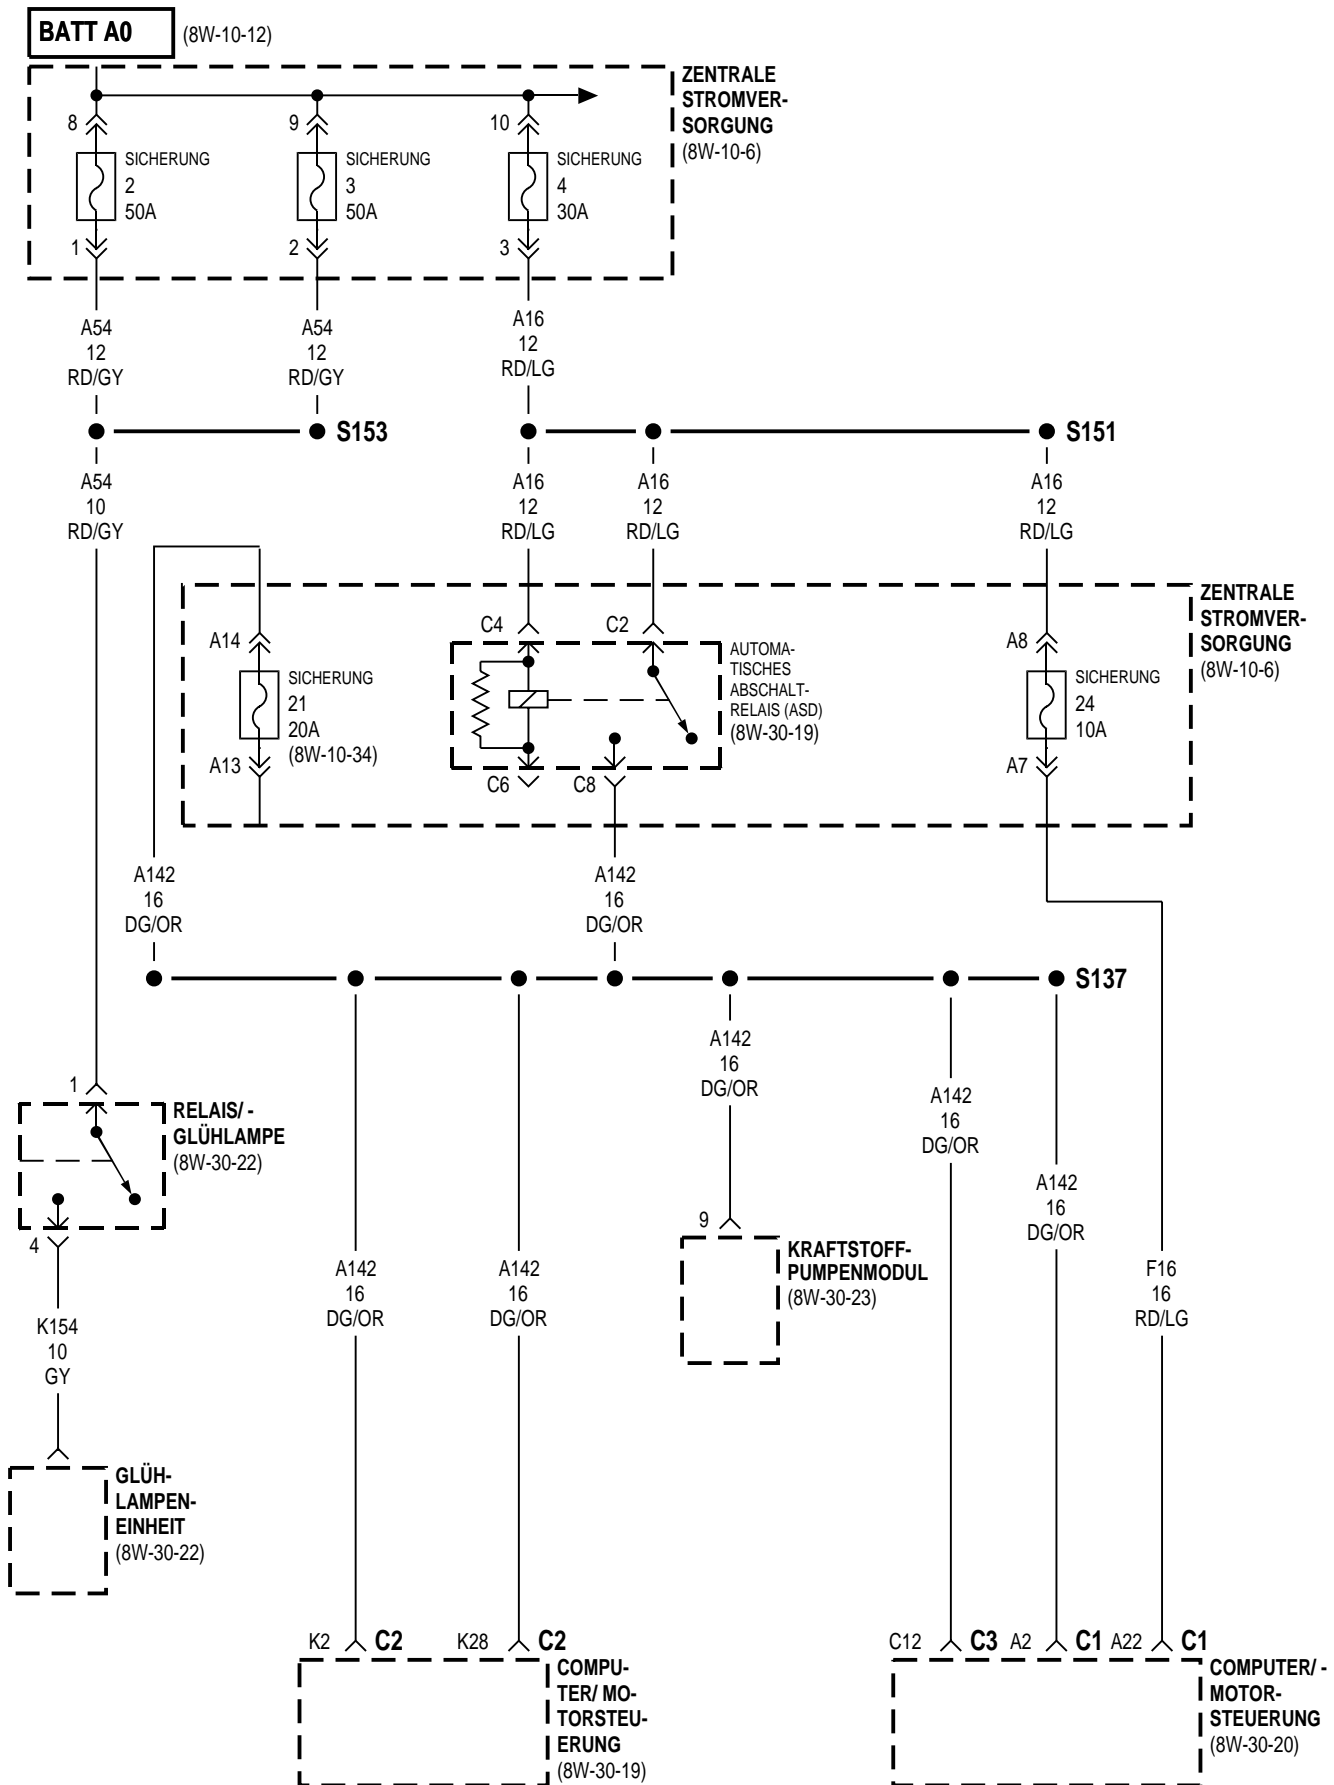 BATT A0
(8W-10-12)
ZENTRALE
STROMVER-
SORGUNG
(8W-10-6)
8
SICHERUNG
2
50A
1
9
SICHERUNG
3
50A
2
10
SICHERUNG
4
30A
3
A54
12
RD/GY
A54
12
RD/GY
A16
12
RD/LG
S153
S151
A54
10
RD/GY
A16
12
RD/LG
A16
12
RD/LG
A16
12
RD/LG
ZENTRALE
STROMVER-
SORGUNG
(8W-10-6)
A14
SICHERUNG
21
20A
(8W-10-34)
A13
C4
C2
AUTOMA-
TISCHES
ABSCHALT-
RELAIS (ASD)
(8W-30-19)
C6
C8
A8
SICHERUNG
24
10A
A7
A142
16
DG/OR
A142
16
DG/OR
S137
A142
16
DG/OR
A142
16
DG/OR
A142
16
DG/OR
1
RELAIS/ -
GLÜHLAMPE
(8W-30-22)
4
9
KRAFTSTOFF-
PUMPENMODUL
(8W-30-23)
A142
16
DG/OR
A142
16
DG/OR
F16
16
RD/LG
K154
10
GY
GLÜH-
LAMPEN-
EINHEIT
(8W-30-22)
K2
C2
K28
C2
COMPU-
TER/ MO-
TORSTEU-
ERUNG
(8W-30-19)
C12
C3
A2
C1
A22
C1
COMPUTER/ -
MOTOR-
STEUERUNG
(8W-30-20)